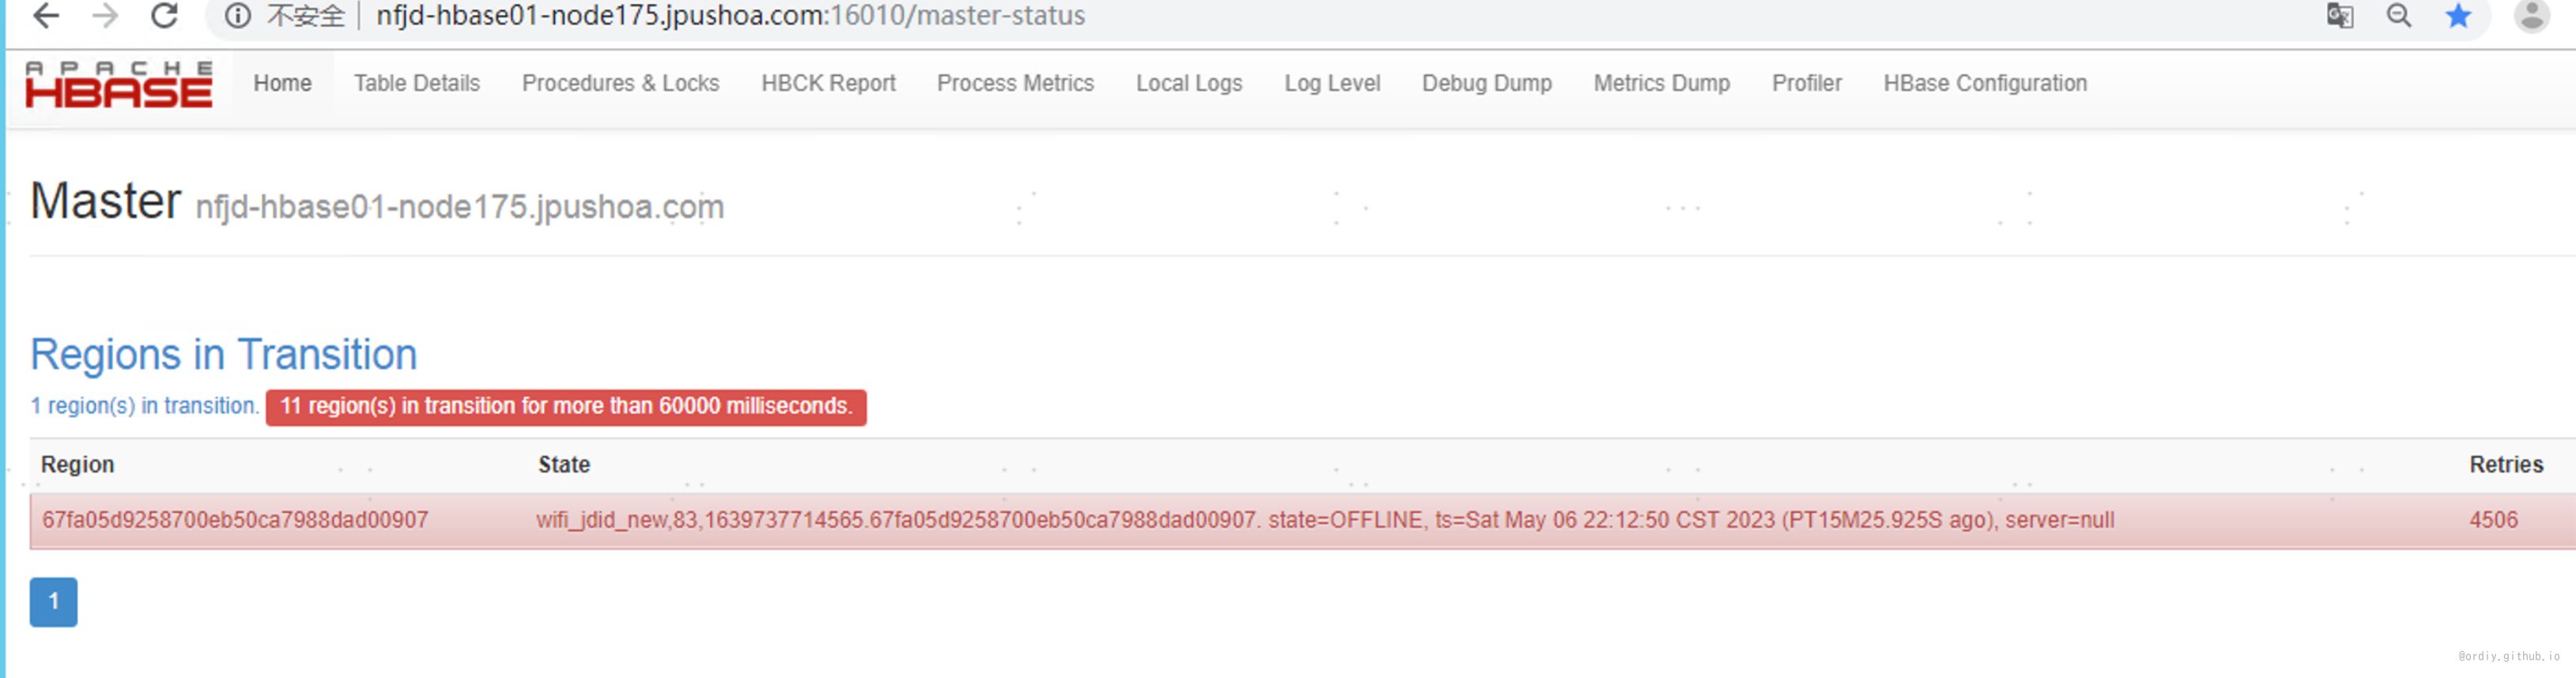 不安全 nfjd-hbase01-node175.jpushoa.com:16010/master-status
APACHE
HBASE
Home Table Details Procedures & Locks HBCK Report Process Metrics Local Logs Log Level Debug Dump Metrics Dump Profiler HBase Configuration
Master nfjd-hbase01-node175.jpushoa.com
Regions in Transition
1 region(s) in transition. 11 region(s) in transition for more than 60000 milliseconds.
Region State Retries
67fa05d9258700eb50ca7988dad00907 wifi_jdid_new,83,1639737714565.67fa05d9258700eb50ca7988dad00907. state=OFFLINE, ts=Sat May 06 22:12:50 CST 2023 (PT15M25.925S ago), server=null 4506
1
@ordiy.github.io